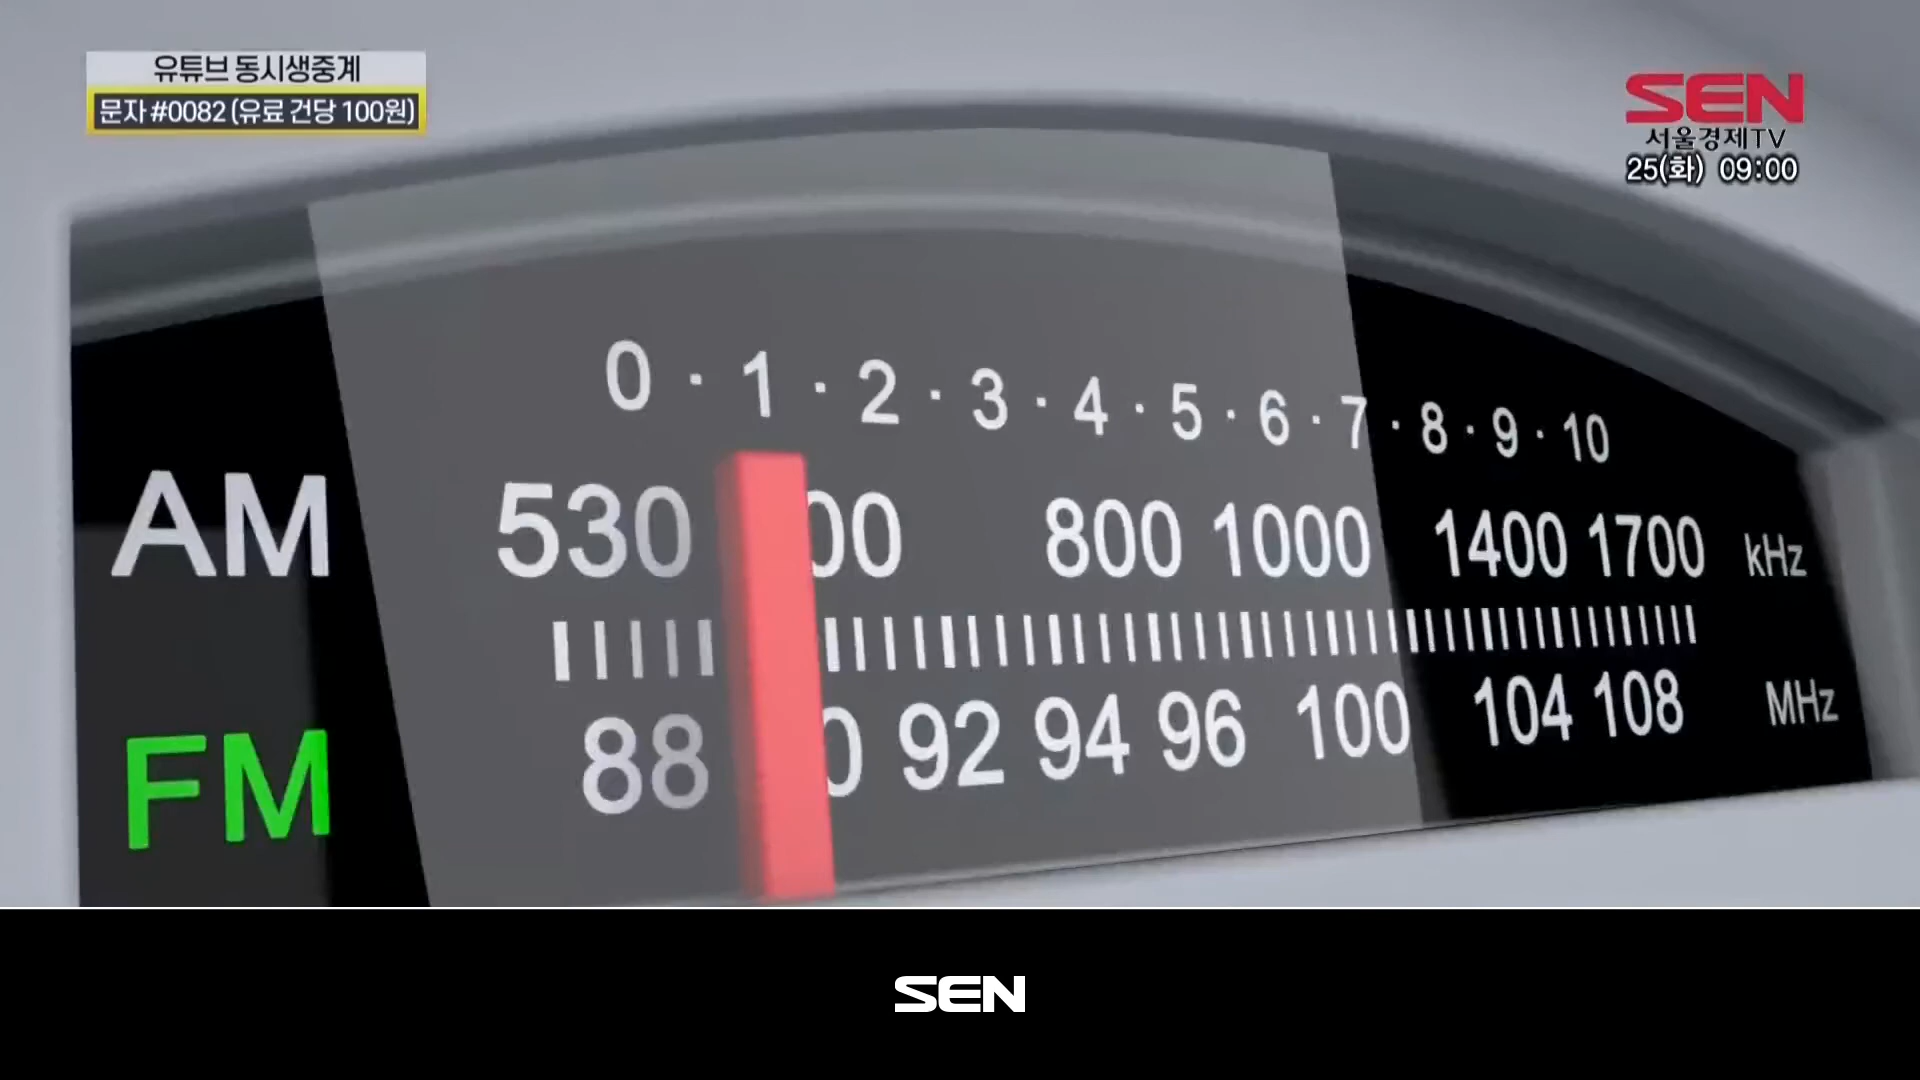 유튜브 동시생중계
문자 #0082 (유료 건당 100원)
SEN
서울경제TV
25(화) 09:00
0 · 1 · 2 · 3 · 4 · 5 · 6 · 7 · 8 · 9 · 10
AM 530 00 800 1000 1400 1700 kHz
FM 88 0 92 94 96 100 104 108 MHz
SEN